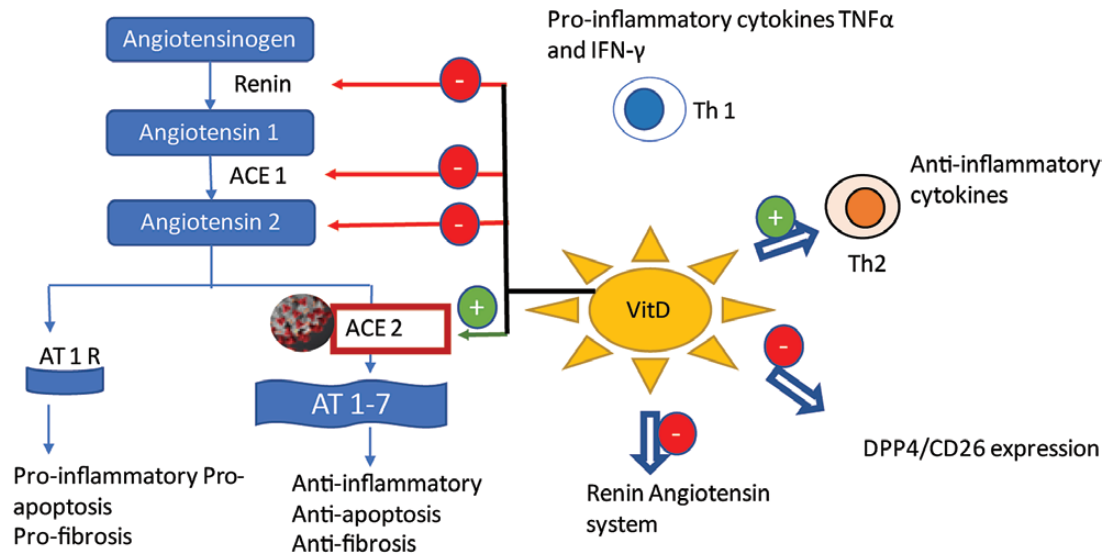 Angiotensinogen
Renin
-
Angiotensin 1
ACE 1
-
Angiotensin 2
-
ACE 2
+
AT 1 R
AT 1-7
Pro-inflammatory Pro-
apoptosis
Pro-fibrosis
Anti-inflammatory
Anti-apoptosis
Anti-fibrosis
Pro-inflammatory cytokines TNFα
and IFN-γ
Th 1
Anti-inflammatory
cytokines
+
Th2
VitD
-
DPP4/CD26 expression
-
Renin Angiotensin
system